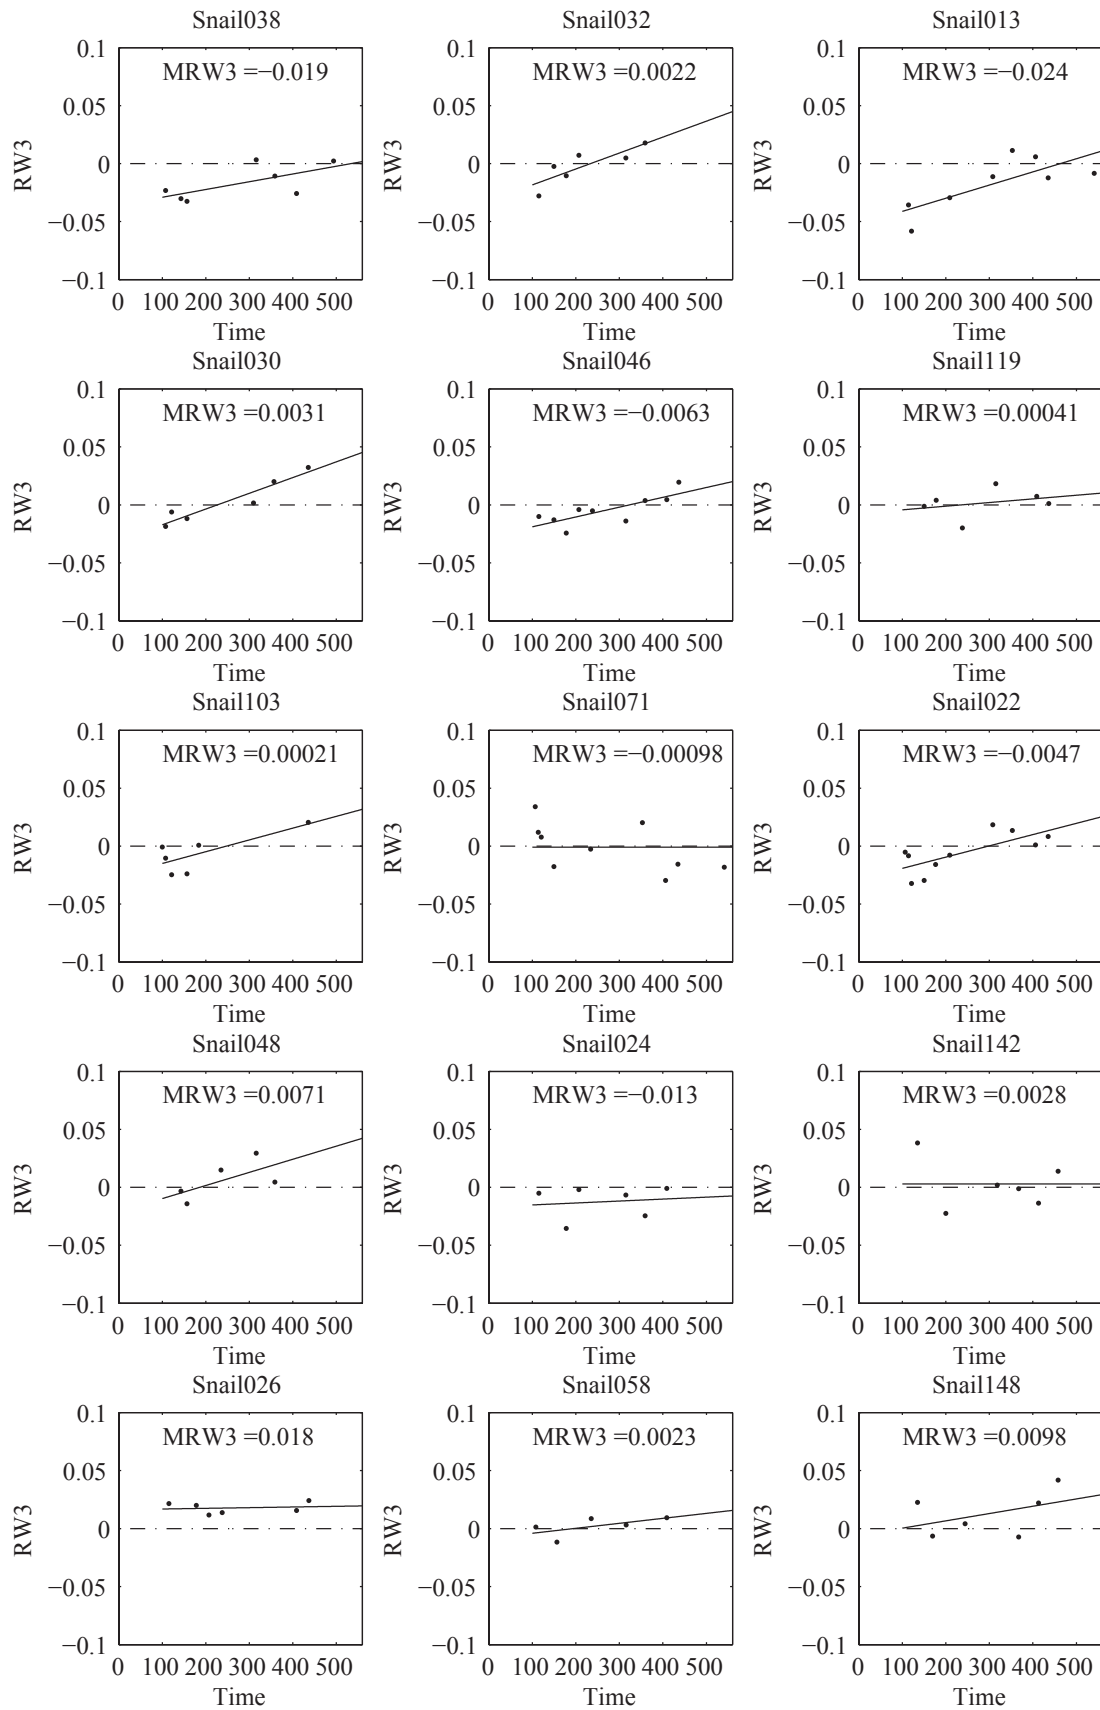 Snail038
Snail032
Snail013
0.1
0.05
0
−0.05
−0.1
RW3
MRW3 =−0.019
0 100 200 300 400 500
Time
0.1
0.05
0
−0.05
−0.1
RW3
MRW3 =0.0022
0 100 200 300 400 500
Time
0.1
0.05
0
−0.05
−0.1
RW3
MRW3 =−0.024
0 100 200 300 400 500
Time
Snail030
Snail046
Snail119
0.1
0.05
0
−0.05
−0.1
RW3
MRW3 =0.0031
0 100 200 300 400 500
Time
0.1
0.05
0
−0.05
−0.1
RW3
MRW3 =−0.0063
0 100 200 300 400 500
Time
0.1
0.05
0
−0.05
−0.1
RW3
MRW3 =0.00041
0 100 200 300 400 500
Time
Snail103
Snail071
Snail022
0.1
0.05
0
−0.05
−0.1
RW3
MRW3 =0.00021
0 100 200 300 400 500
Time
0.1
0.05
0
−0.05
−0.1
RW3
MRW3 =−0.00098
0 100 200 300 400 500
Time
0.1
0.05
0
−0.05
−0.1
RW3
MRW3 =−0.0047
0 100 200 300 400 500
Time
Snail048
Snail024
Snail142
0.1
0.05
0
−0.05
−0.1
RW3
MRW3 =0.0071
0 100 200 300 400 500
Time
0.1
0.05
0
−0.05
−0.1
RW3
MRW3 =−0.013
0 100 200 300 400 500
Time
0.1
0.05
0
−0.05
−0.1
RW3
MRW3 =0.0028
0 100 200 300 400 500
Time
Snail026
Snail058
Snail148
0.1
0.05
0
−0.05
−0.1
RW3
MRW3 =0.018
0 100 200 300 400 500
Time
0.1
0.05
0
−0.05
−0.1
RW3
MRW3 =0.0023
0 100 200 300 400 500
Time
0.1
0.05
0
−0.05
−0.1
RW3
MRW3 =0.0098
0 100 200 300 400 500
Time